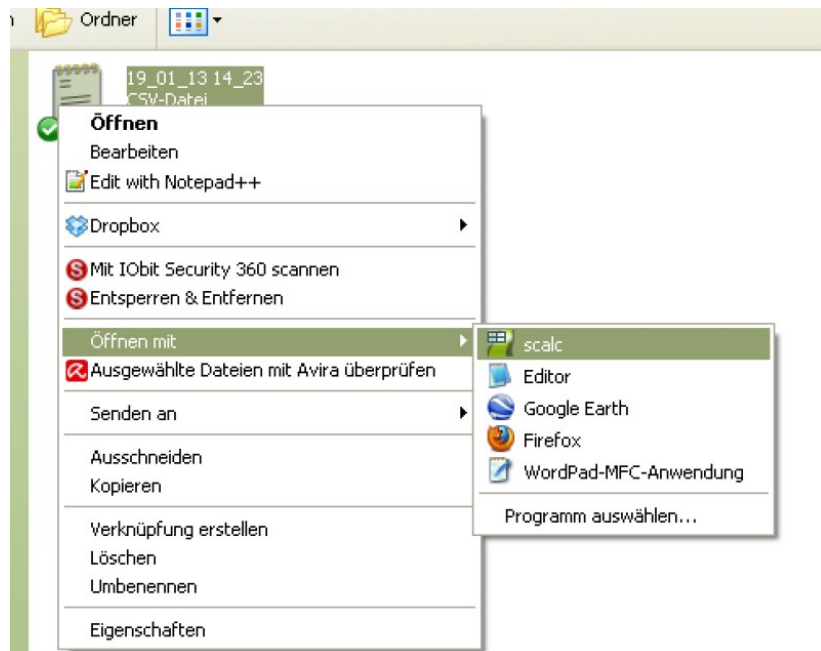 Ordner
19_01_13 14_23
CSV-Datei
Öffnen
Bearbeiten
Edit with Notepad++
Dropbox
Mit IObit Security 360 scannen
Entsperren & Entfernen
Öffnen mit
Ausgewählte Dateien mit Avira überprüfen
Senden an
Ausschneiden
Kopieren
Verknüpfung erstellen
Löschen
Umbenennen
Eigenschaften
scalc
Editor
Google Earth
Firefox
WordPad-MFC-Anwendung
Programm auswählen...